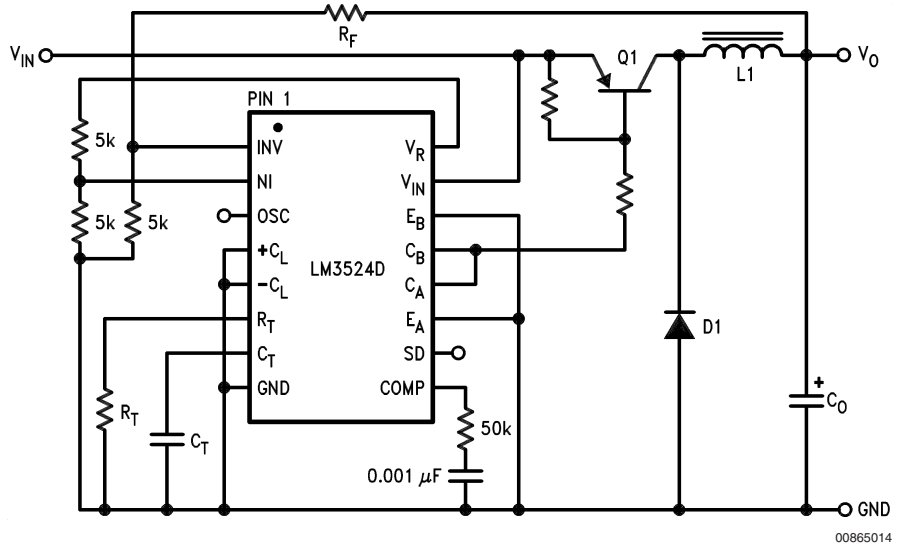 R_F
V_IN
Q1
L1
V_O
PIN 1
5k
INV
V_R
NI
V_IN
5k
5k
OSC
E_B
+C_L
C_B
LM3524D
−C_L
C_A
R_T
E_A
D1
C_T
SD
GND
COMP
+
C_O
R_T
50k
C_T
0.001 μF
GND
00865014